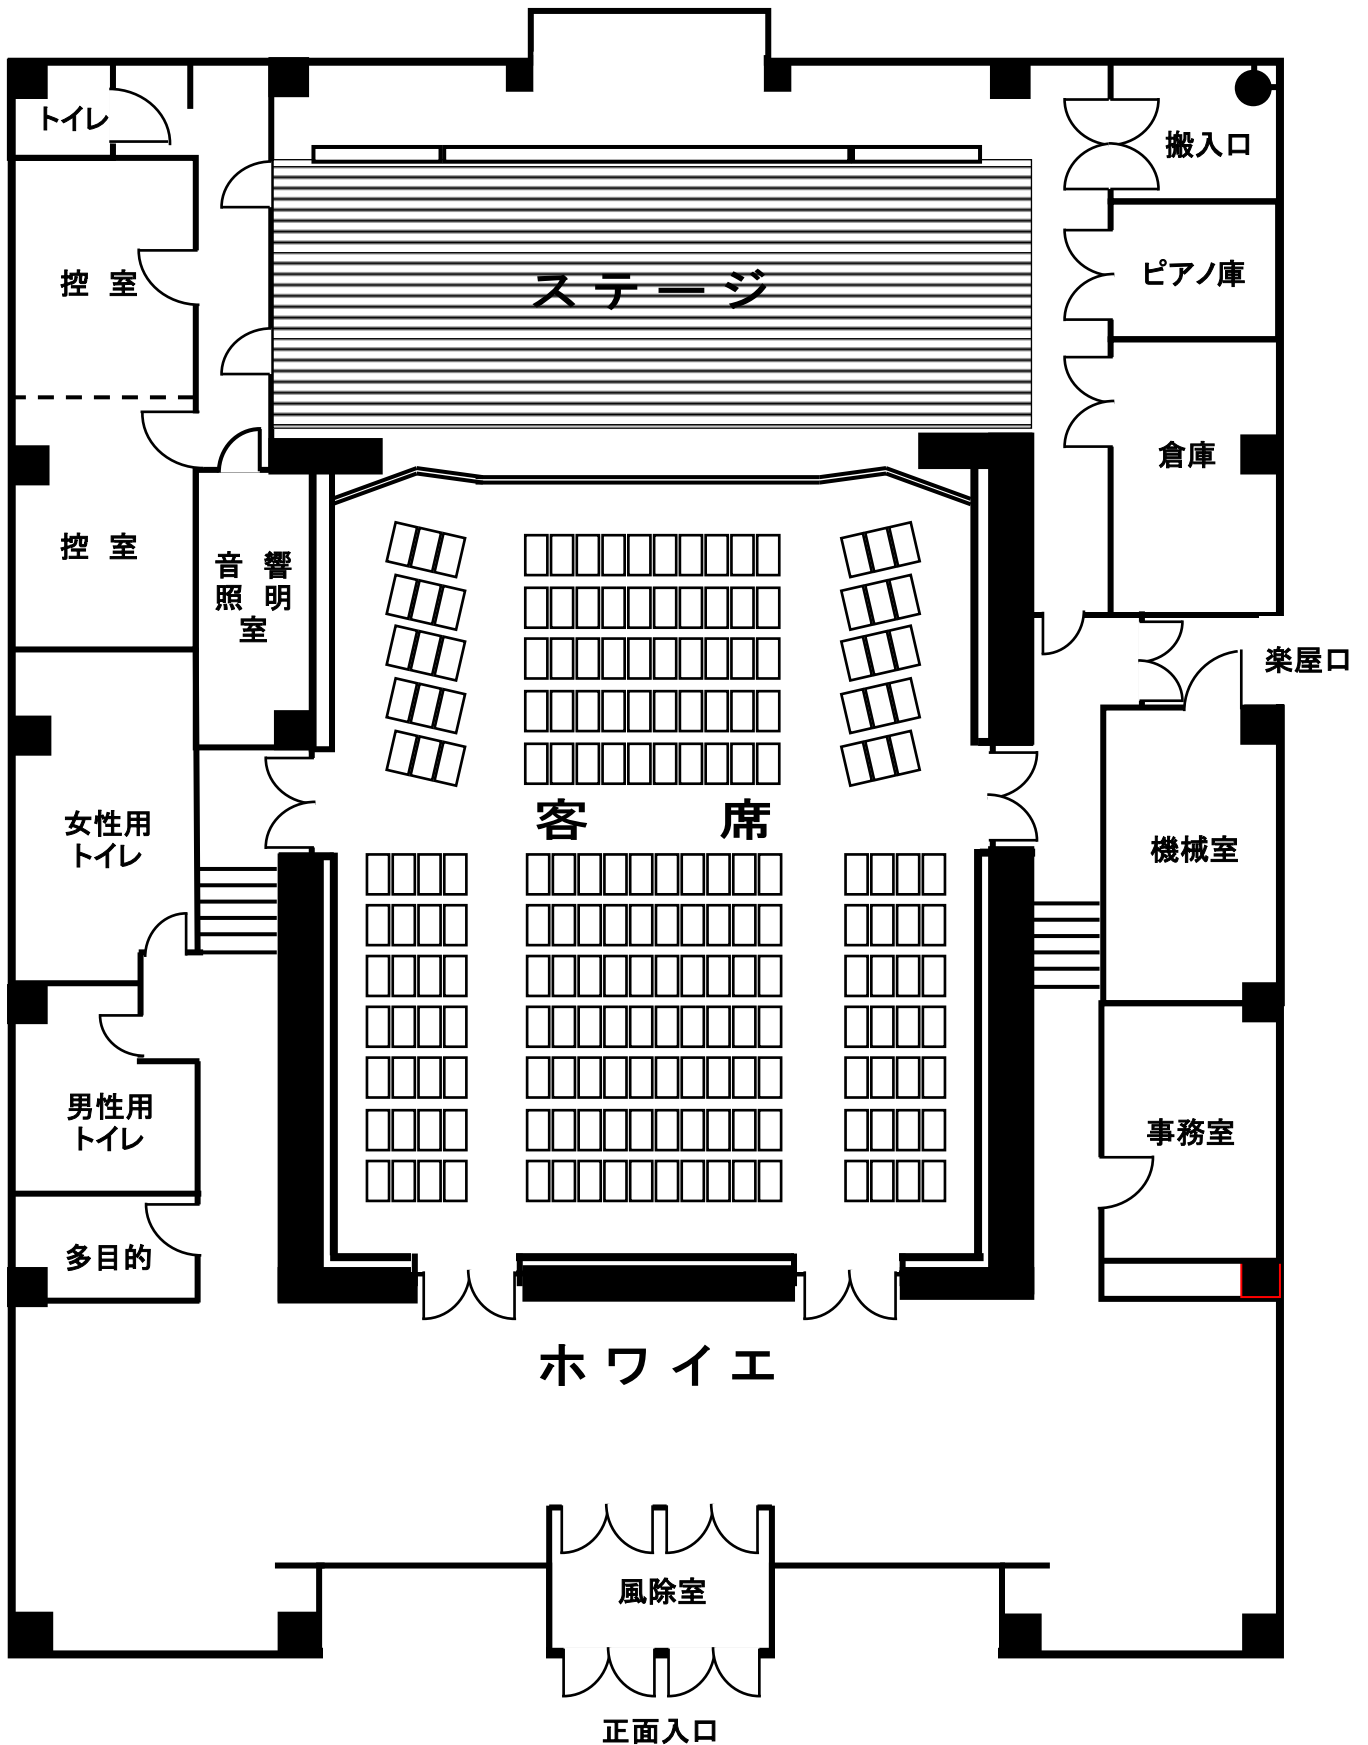 トイレ
搬入口
ピアノ庫
控 室
ステージ
倉庫
控 室
音 響
照 明
室
楽屋口
客 席
女性用
トイレ
機械室
男性用
トイレ
事務室
多目的
ホワイエ
風除室
正面入口